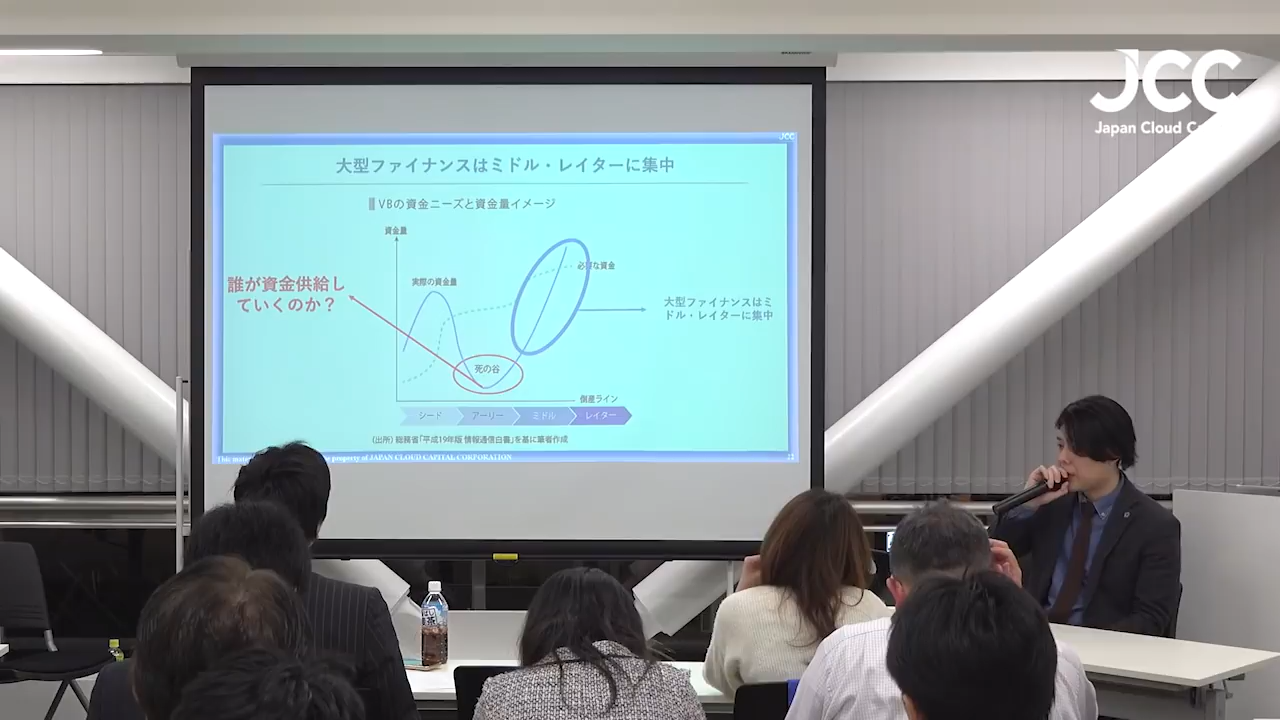 JCC
Japan Cloud
JCC
大型ファイナンスはミドル・レイターに集中
VBの資金ニーズと資金量イメージ
資金量
実際の資金量
必要な資金
誰が資金供給し
ていくのか？
大型ファイナンスはミ
ドル・レイターに集中
死の谷
倒産ライン
シード アーリー ミドル レイター
(出所) 総務省「平成19年版 情報通信白書」を基に筆者作成
This property of JAPAN CLOUD CAPITAL CORPORATION